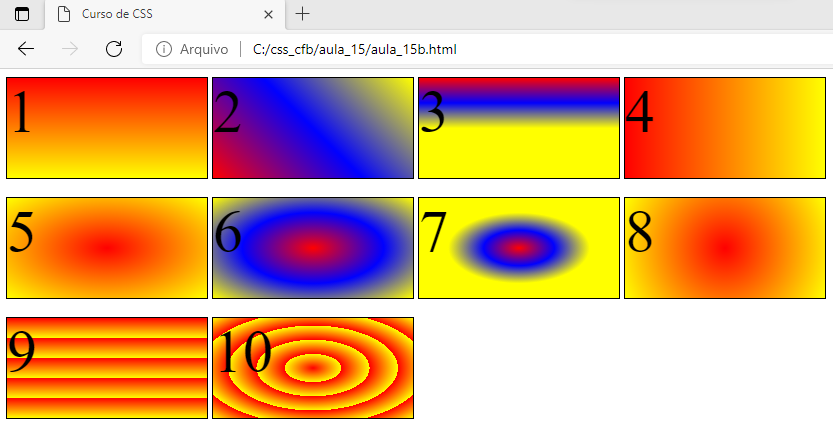 Curso de CSS
Arquivo C:/css_cfb/aula_15/aula_15b.html
1 2 3 4
5 6 7 8
9 10